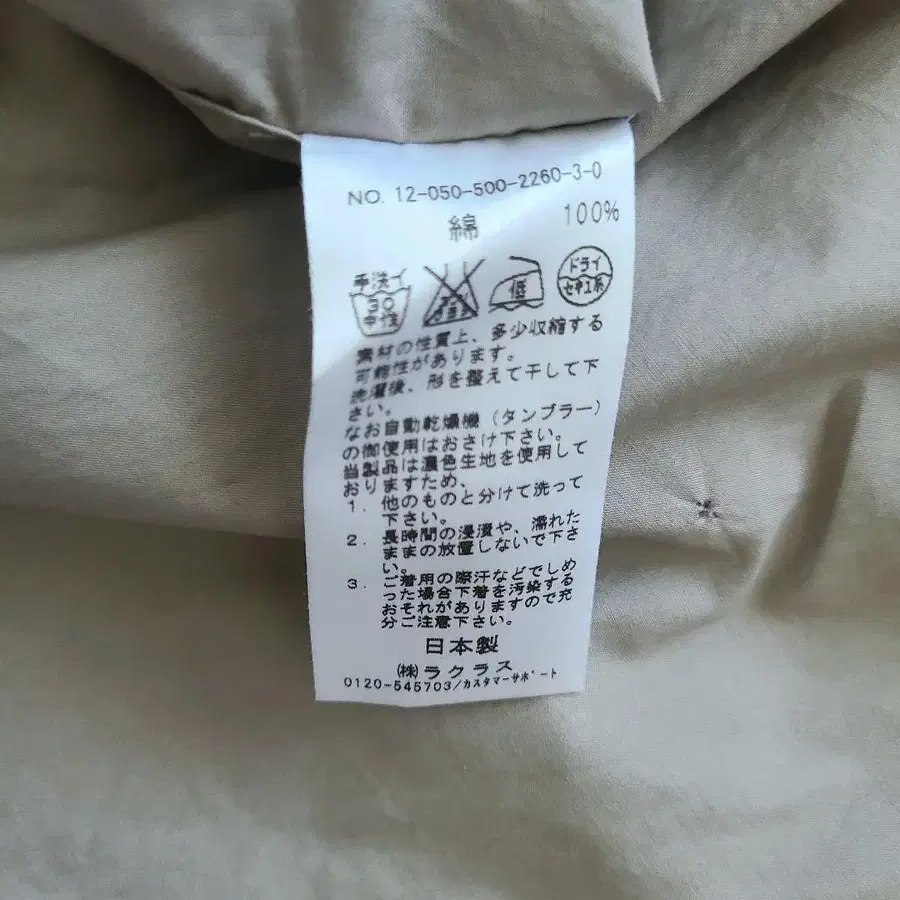 NO. 12-050-500-2260-3-0
綿 100%
手洗イ
30
中性
低
ドライ
セキユ系
素材の性質上、多少収縮する
可能性があります。
洗濯後、形を整えて干して下
さい。
なお自動乾燥機（タンブラー）
の御使用はおさけ下さい。
当製品は濃色生地を使用して
おりますため、
1. 他のものと分けて洗って
下さい。
2. 長時間の浸漬や、濡れた
ままの放置しないで下さ
い。
3. ご着用の際汗などでしめ
った場合下着を汚染する
おそれがありますので充
分ご注意下さい。
日本製
(株)ラクラス
0120-545703/カスタマーサポート